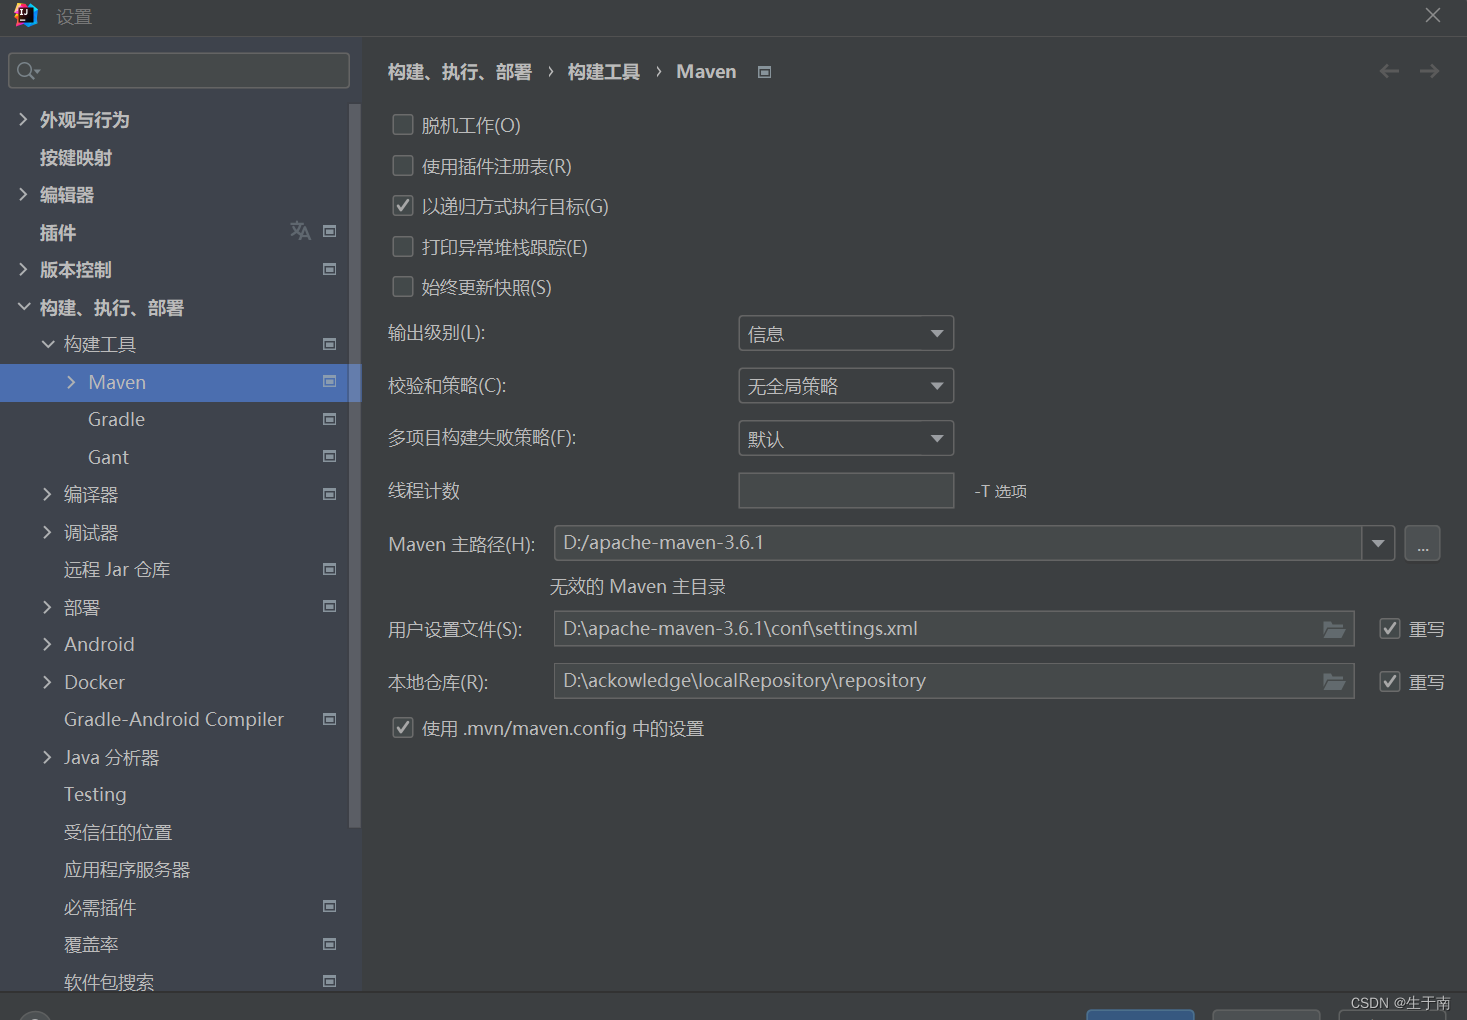 设置
构建、执行、部署 › 构建工具 › Maven
外观与行为
按键映射
编辑器
插件
版本控制
构建、执行、部署
构建工具
Maven
Gradle
Gant
编译器
调试器
远程 Jar 仓库
部署
Android
Docker
Gradle-Android Compiler
Java 分析器
Testing
受信任的位置
应用程序服务器
必需插件
覆盖率
软件包搜索
脱机工作(O)
使用插件注册表(R)
以递归方式执行目标(G)
打印异常堆栈跟踪(E)
始终更新快照(S)
输出级别(L): 信息
校验和策略(C): 无全局策略
多项目构建失败策略(F): 默认
线程计数 -T 选项
Maven 主路径(H): D:/apache-maven-3.6.1 ...
无效的 Maven 主目录
用户设置文件(S): D:\apache-maven-3.6.1\conf\settings.xml 重写
本地仓库(R): D:\ackowledge\localRepository\repository 重写
使用 .mvn/maven.config 中的设置
CSDN @生于南